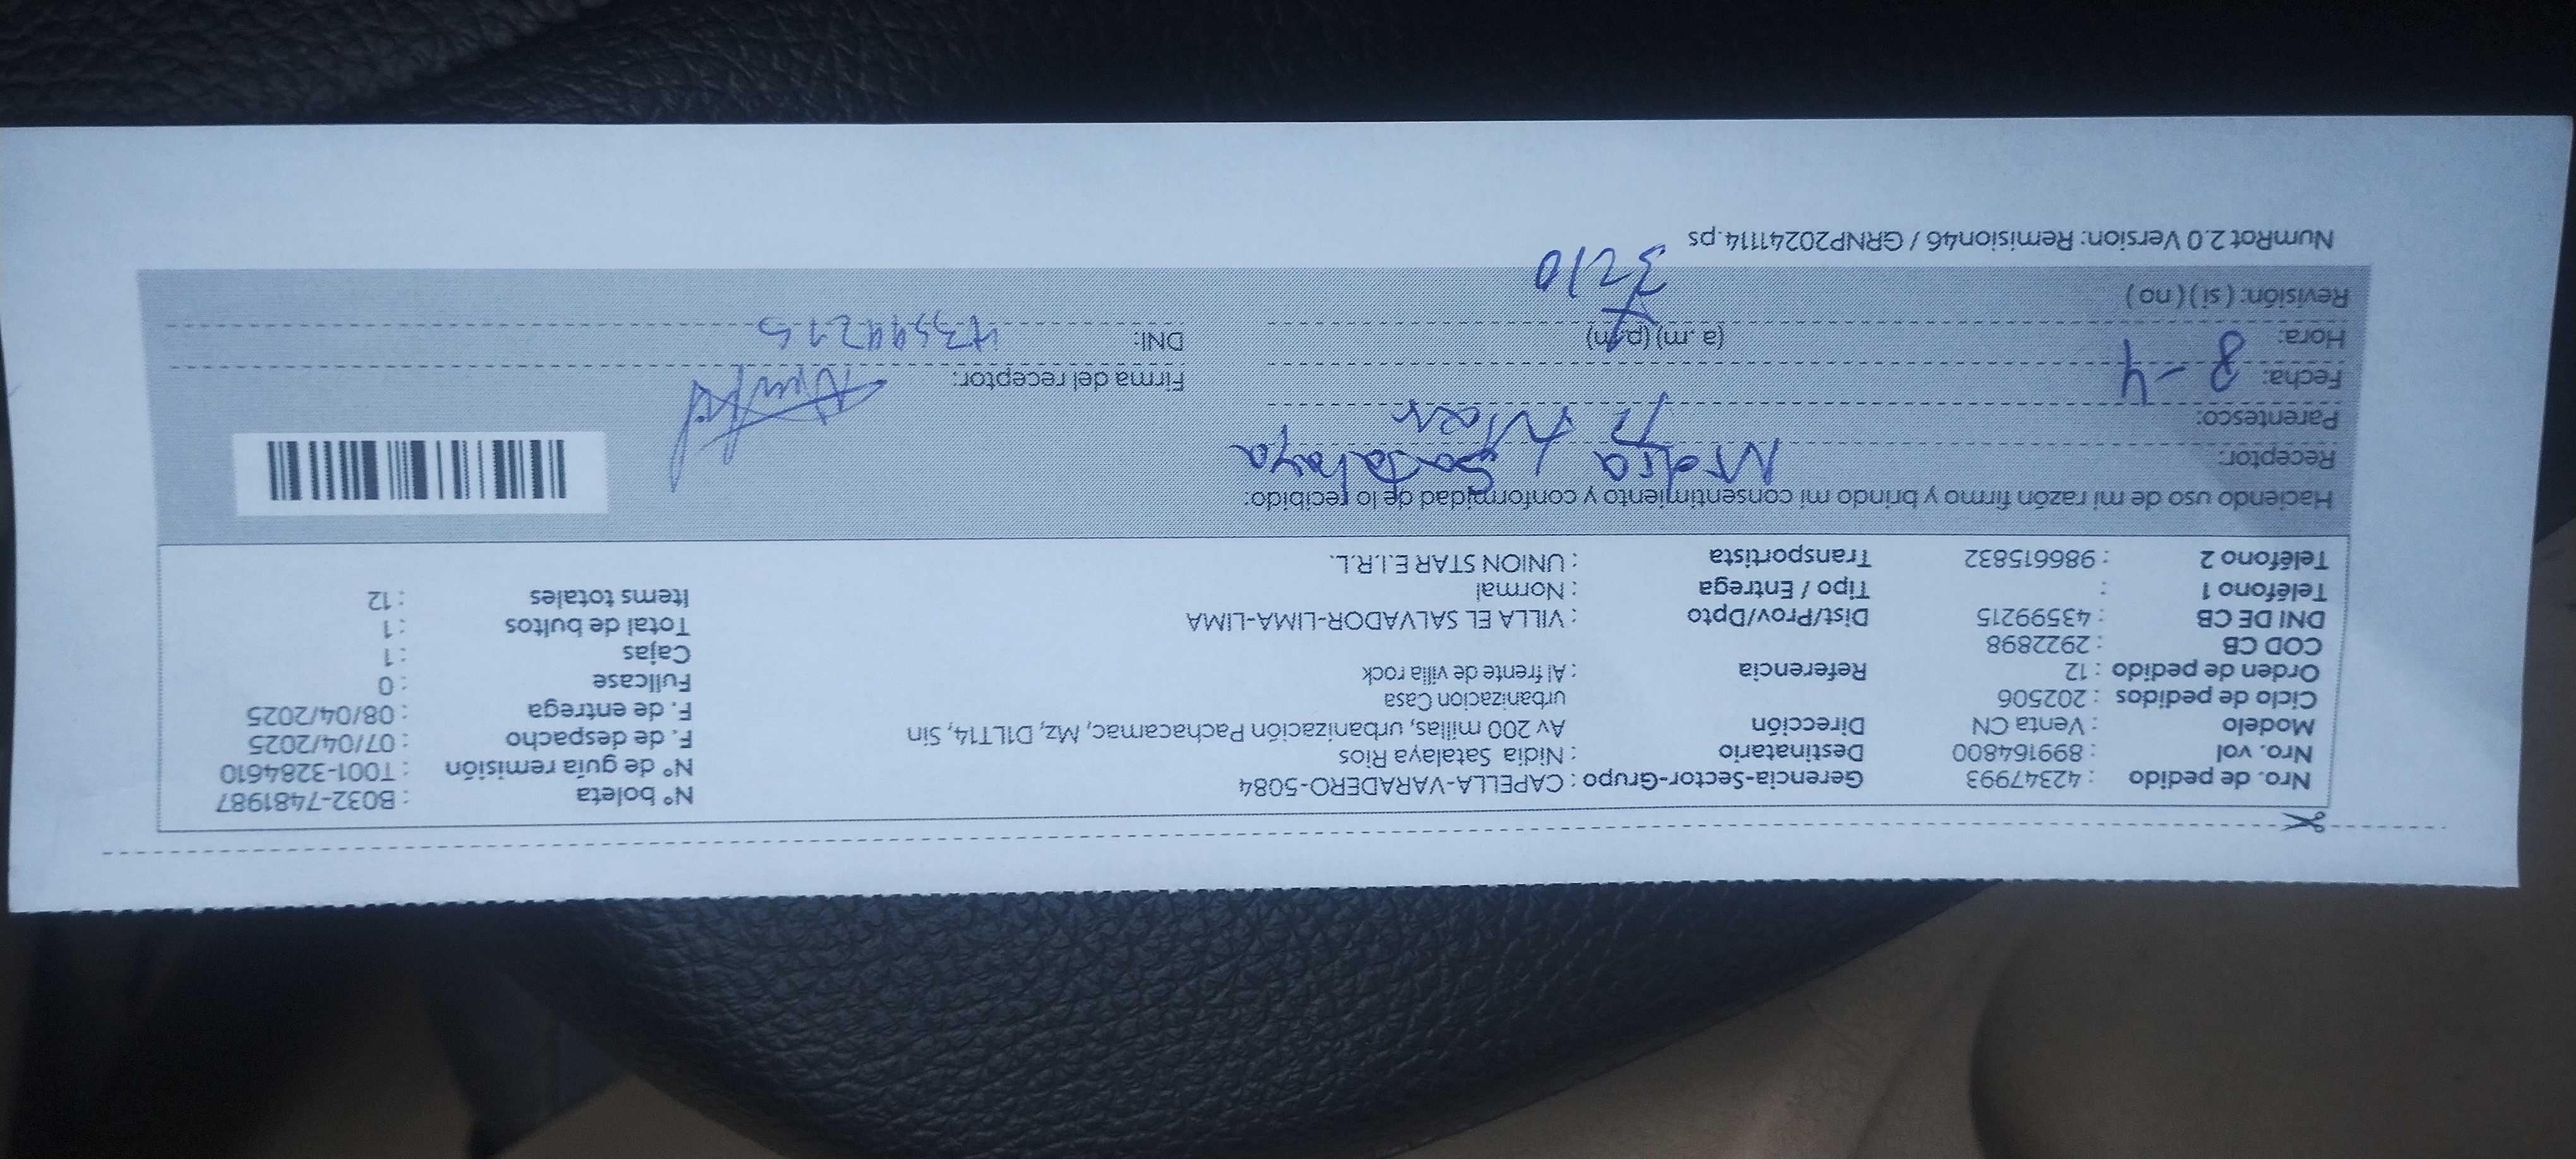 Nro. de pedido : 42347993 Gerencia-Sector-Grupo : CAPELLA-VARADERO-5084 N° boleta : B032-7481987
Nro. vol : 899164800 Destinatario : Nidia Satalaya Rios N° de guía remisión : T001-3284610
Modelo : Venta CN Dirección Av 200 millas, urbanización Pachacamac, Mz, D1LT14, Sin F. de despacho : 07/04/2025
Ciclo de pedidos : 202506 urbanizacion Casa F. de entrega : 08/04/2025
Orden de pedido : 12 Referencia : Al frente de villa rock Fullcase : 0
COD CB : 2922898 Cajas : 1
DNI DE CB : 43599215 Dist/Prov/Dpto : VILLA EL SALVADOR-LIMA-LIMA Total de bultos : 1
Teléfono 1 : Tipo / Entrega : Normal Items totales : 12
Teléfono 2 : 986615832 Transportista : UNION STAR E.I.R.L.
Haciendo uso de mi razón firmo y brindo mi consentimiento y conformidad de lo recibido:
Receptor: Nidia Satalaya
Parentesco:
Fecha: 8-4 Firma del receptor:
Hora: (a .m) (p.m) DNI:
Revisión: ( si ) ( no ) 3210
NumRot 2.0 Version: Remision46 / GRNP20241114.ps